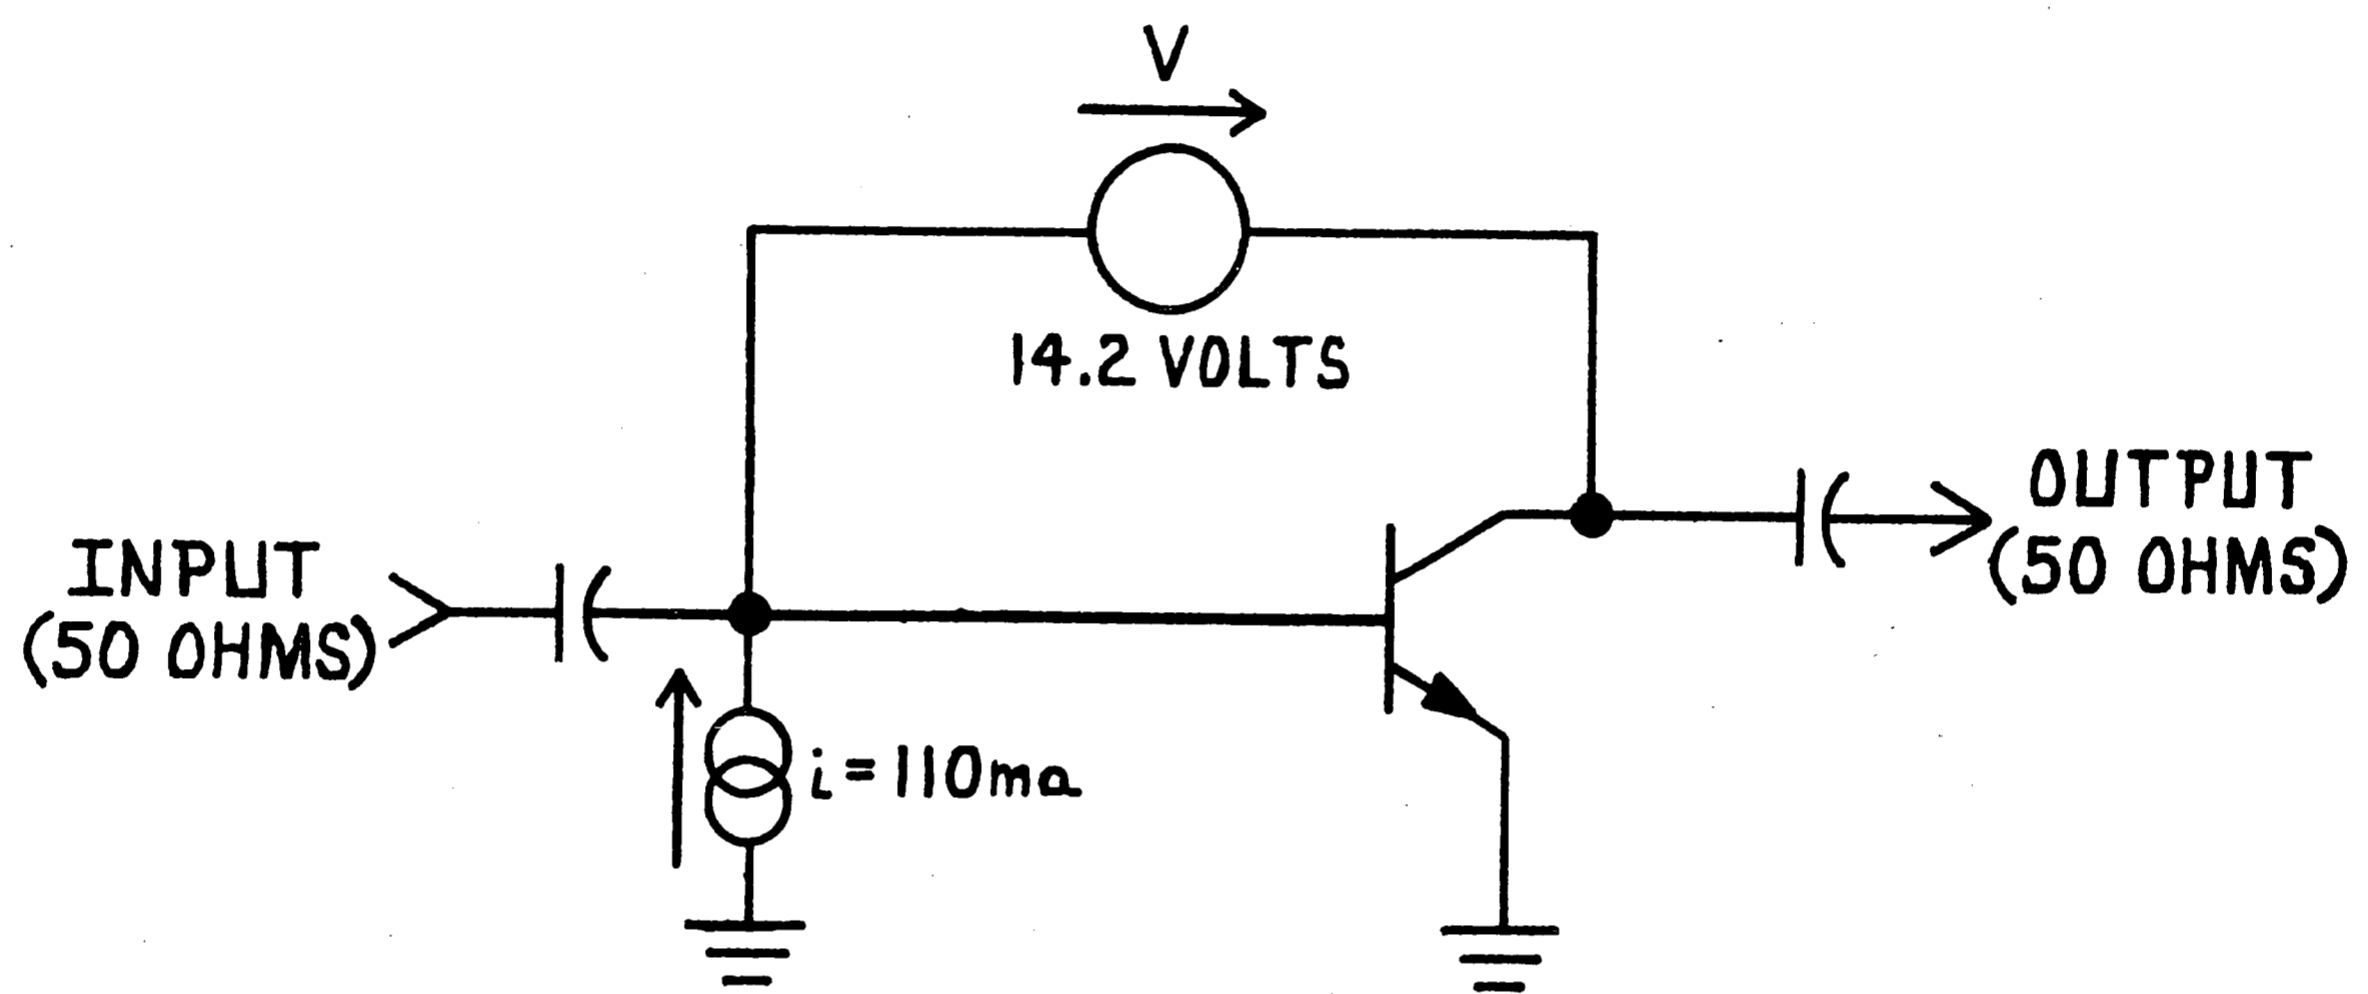 V
14.2 VOLTS
INPUT
(50 OHMS)
i=110ma
OUTPUT
(50 OHMS)